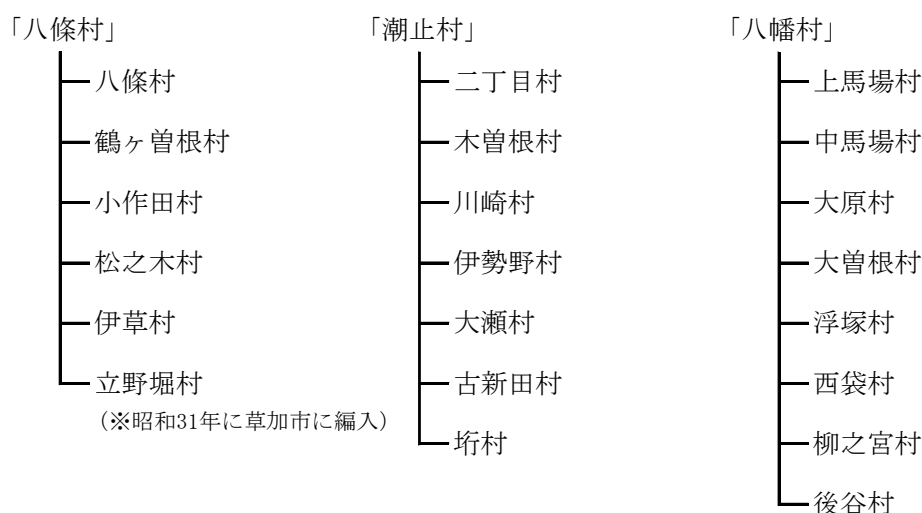 「八條村」
八條村
鶴ヶ曽根村
小作田村
松之木村
伊草村
立野堀村
(※昭和31年に草加市に編入)
「潮止村」
二丁目村
木曽根村
川崎村
伊勢野村
大瀬村
古新田村
垳村
「八幡村」
上馬場村
中馬場村
大原村
大曽根村
浮塚村
西袋村
柳之宮村
後谷村